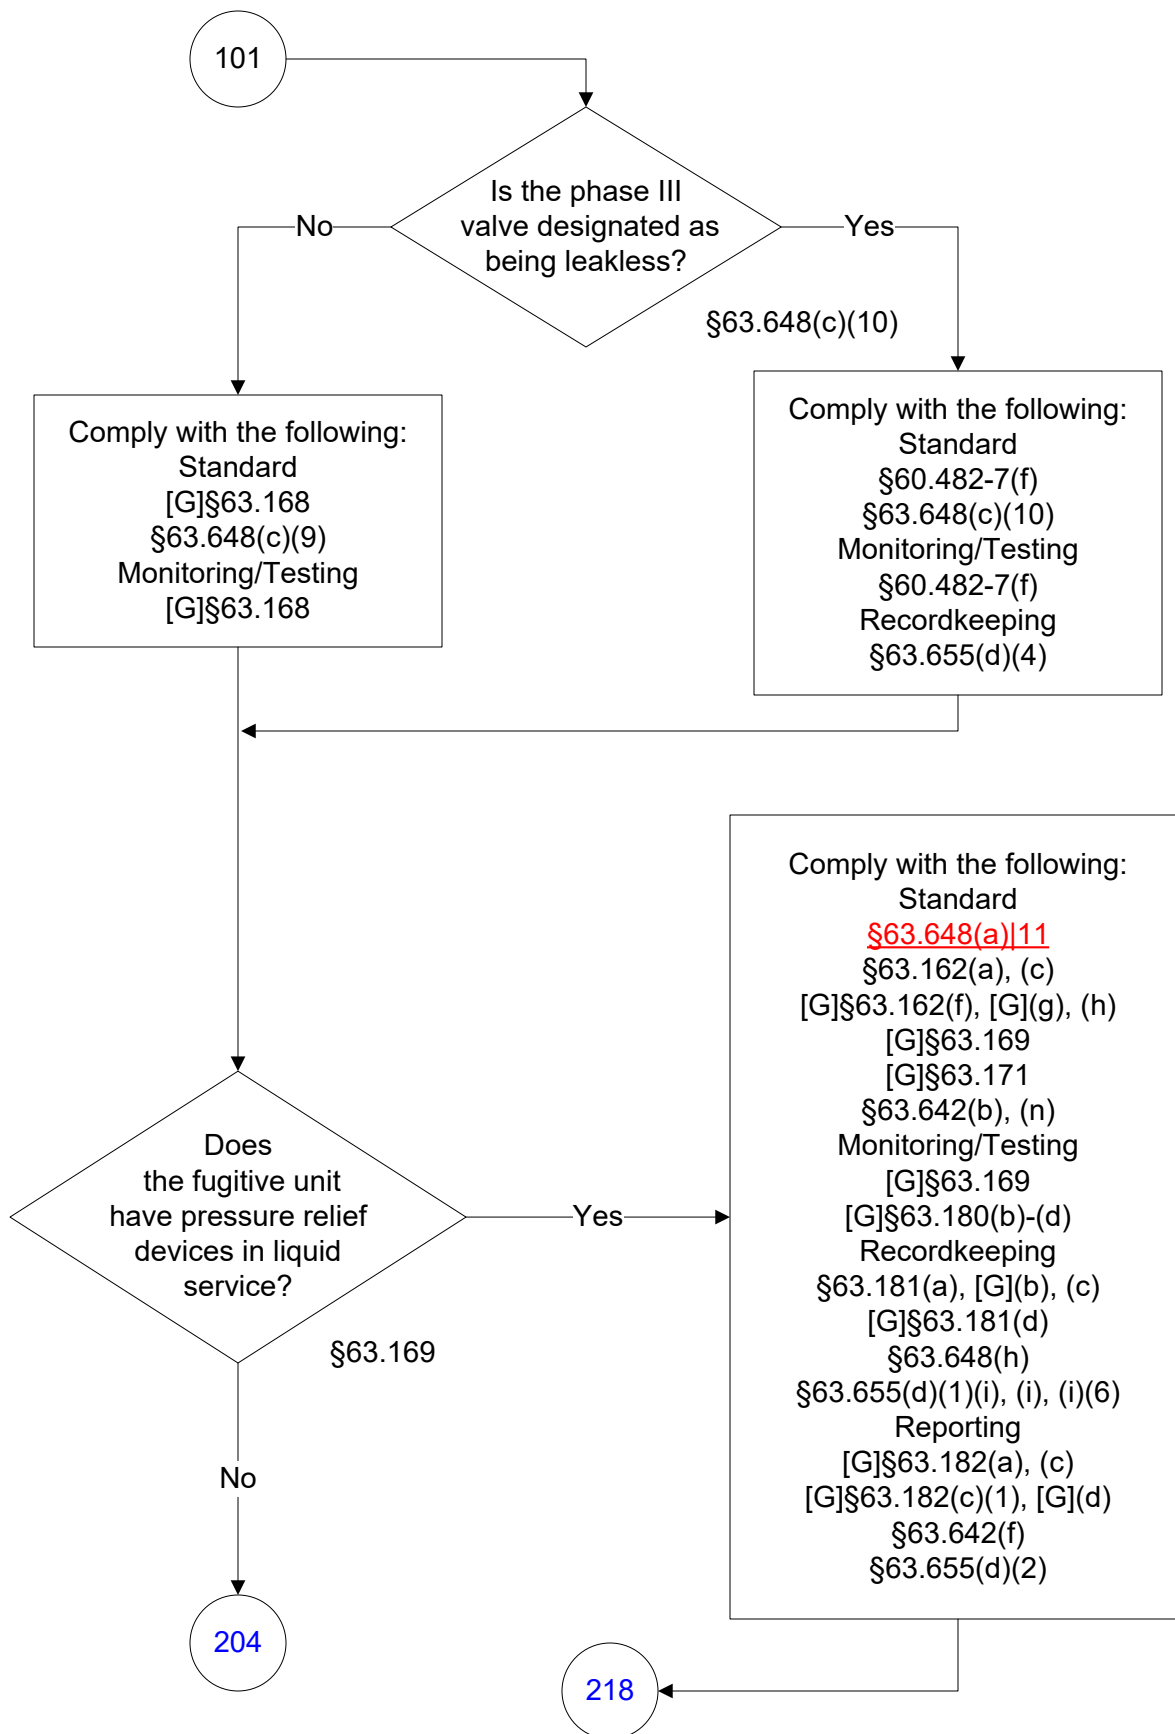 101
Is the phase III
valve designated as
being leakless?
No
Yes
§63.648(c)(10)
Comply with the following:
Standard
[G]§63.168
§63.648(c)(9)
Monitoring/Testing
[G]§63.168
Comply with the following:
Standard
§60.482-7(f)
§63.648(c)(10)
Monitoring/Testing
§60.482-7(f)
Recordkeeping
§63.655(d)(4)
Does
the fugitive unit
have pressure relief
devices in liquid
service?
Yes
§63.169
No
204
Comply with the following:
Standard
§63.648(a)|11
§63.162(a), (c)
[G]§63.162(f), [G](g), (h)
[G]§63.169
[G]§63.171
§63.642(b), (n)
Monitoring/Testing
[G]§63.169
[G]§63.180(b)-(d)
Recordkeeping
§63.181(a), [G](b), (c)
[G]§63.181(d)
§63.648(h)
§63.655(d)(1)(i), (i), (i)(6)
Reporting
[G]§63.182(a), (c)
[G]§63.182(c)(1), [G](d)
§63.642(f)
§63.655(d)(2)
218